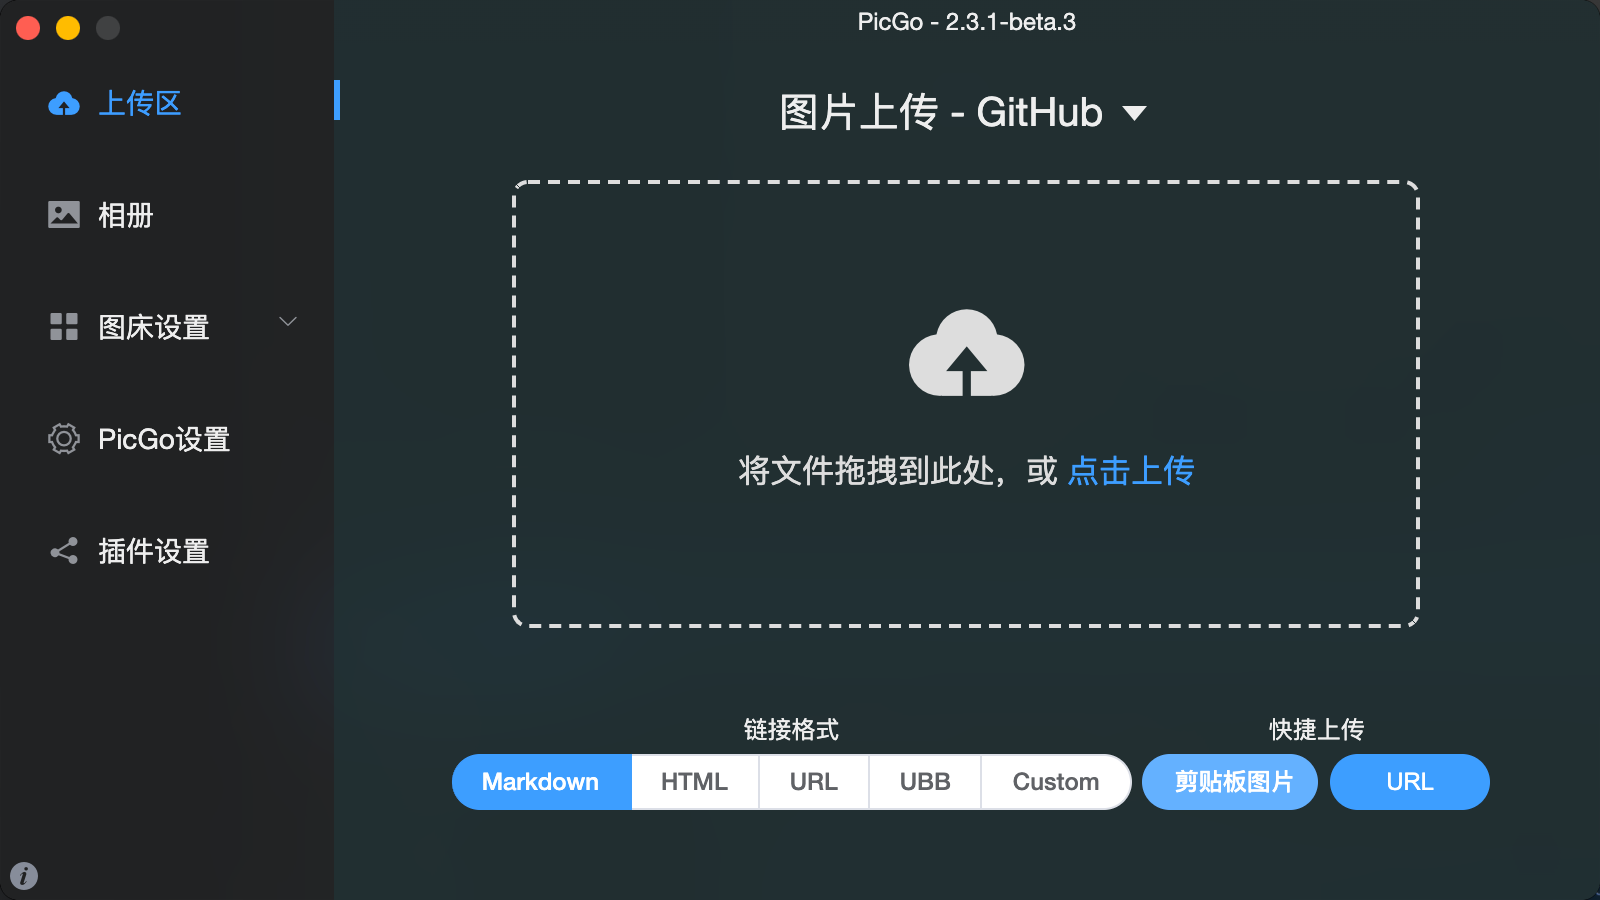 PicGo - 2.3.1-beta.3
上传区
相册
图床设置
PicGo设置
插件设置
图片上传 - GitHub
将文件拖拽到此处，或 点击上传
链接格式
Markdown HTML URL UBB Custom
快捷上传
剪贴板图片 URL
i